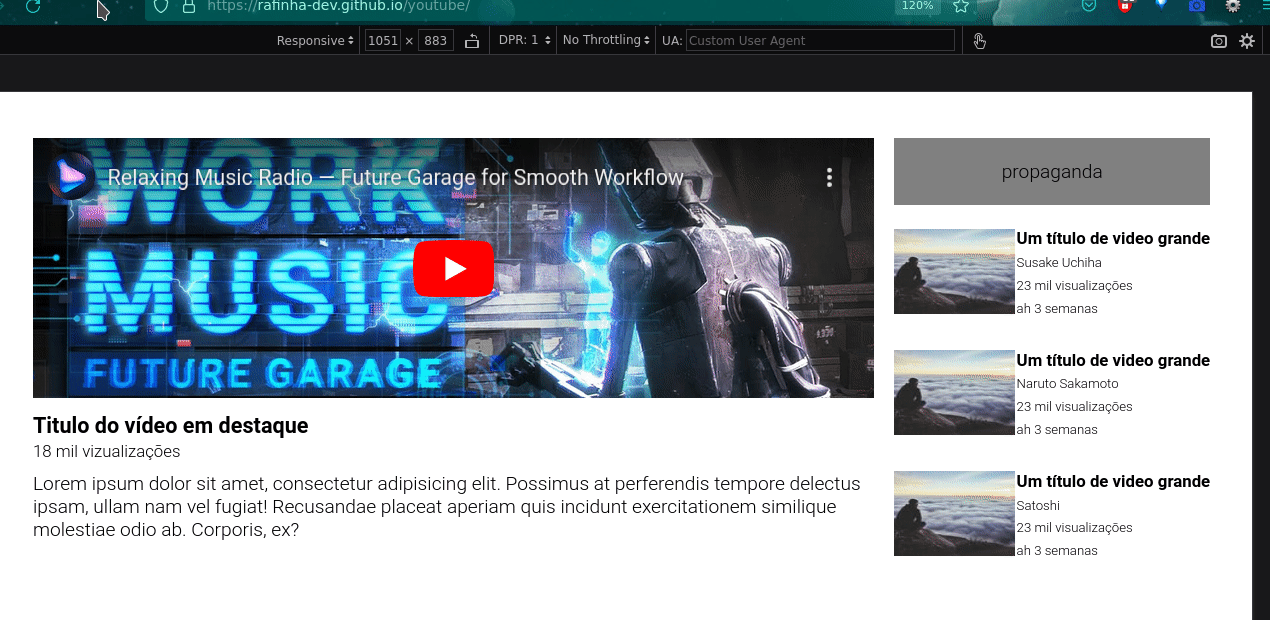 https://rafinha-dev.github.io/youtube/
120%
Responsive
1051 × 883
DPR: 1
No Throttling
UA: Custom User Agent
WORK
MUSIC
FUTURE GARAGE
Relaxing Music Radio — Future Garage for Smooth Workflow
Titulo do vídeo em destaque
18 mil vizualizações
Lorem ipsum dolor sit amet, consectetur adipisicing elit. Possimus at perferendis tempore delectus
ipsam, ullam nam vel fugiat! Recusandae placeat aperiam quis incidunt exercitationem similique
molestiae odio ab. Corporis, ex?
propaganda
Um título de video grande
Susake Uchiha
23 mil visualizações
ah 3 semanas
Um título de video grande
Naruto Sakamoto
23 mil visualizações
ah 3 semanas
Um título de video grande
Satoshi
23 mil visualizações
ah 3 semanas